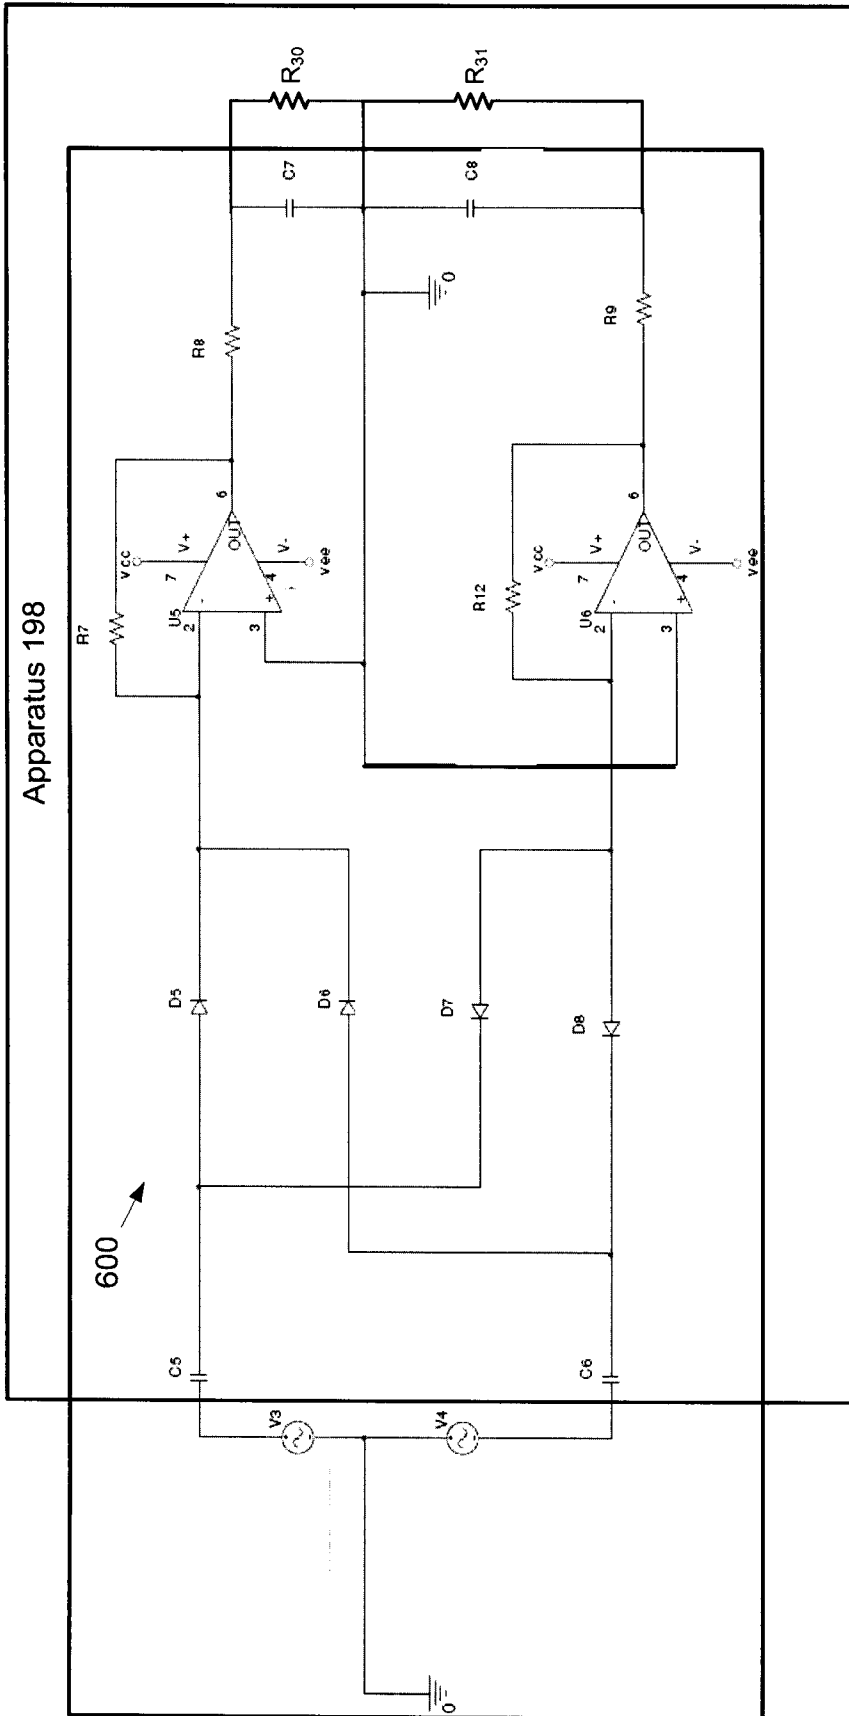 Apparatus 198
R30
R31
C7
C8
0
R8
R9
R7
6
OUT
V+
vcc
7
V-
vee
4
U5
2
-
+
3
R12
6
OUT
V+
vcc
7
V-
vee
4
U6
2
-
+
3
D5
D6
D7
D8
600
C5
C6
V3
V4
0